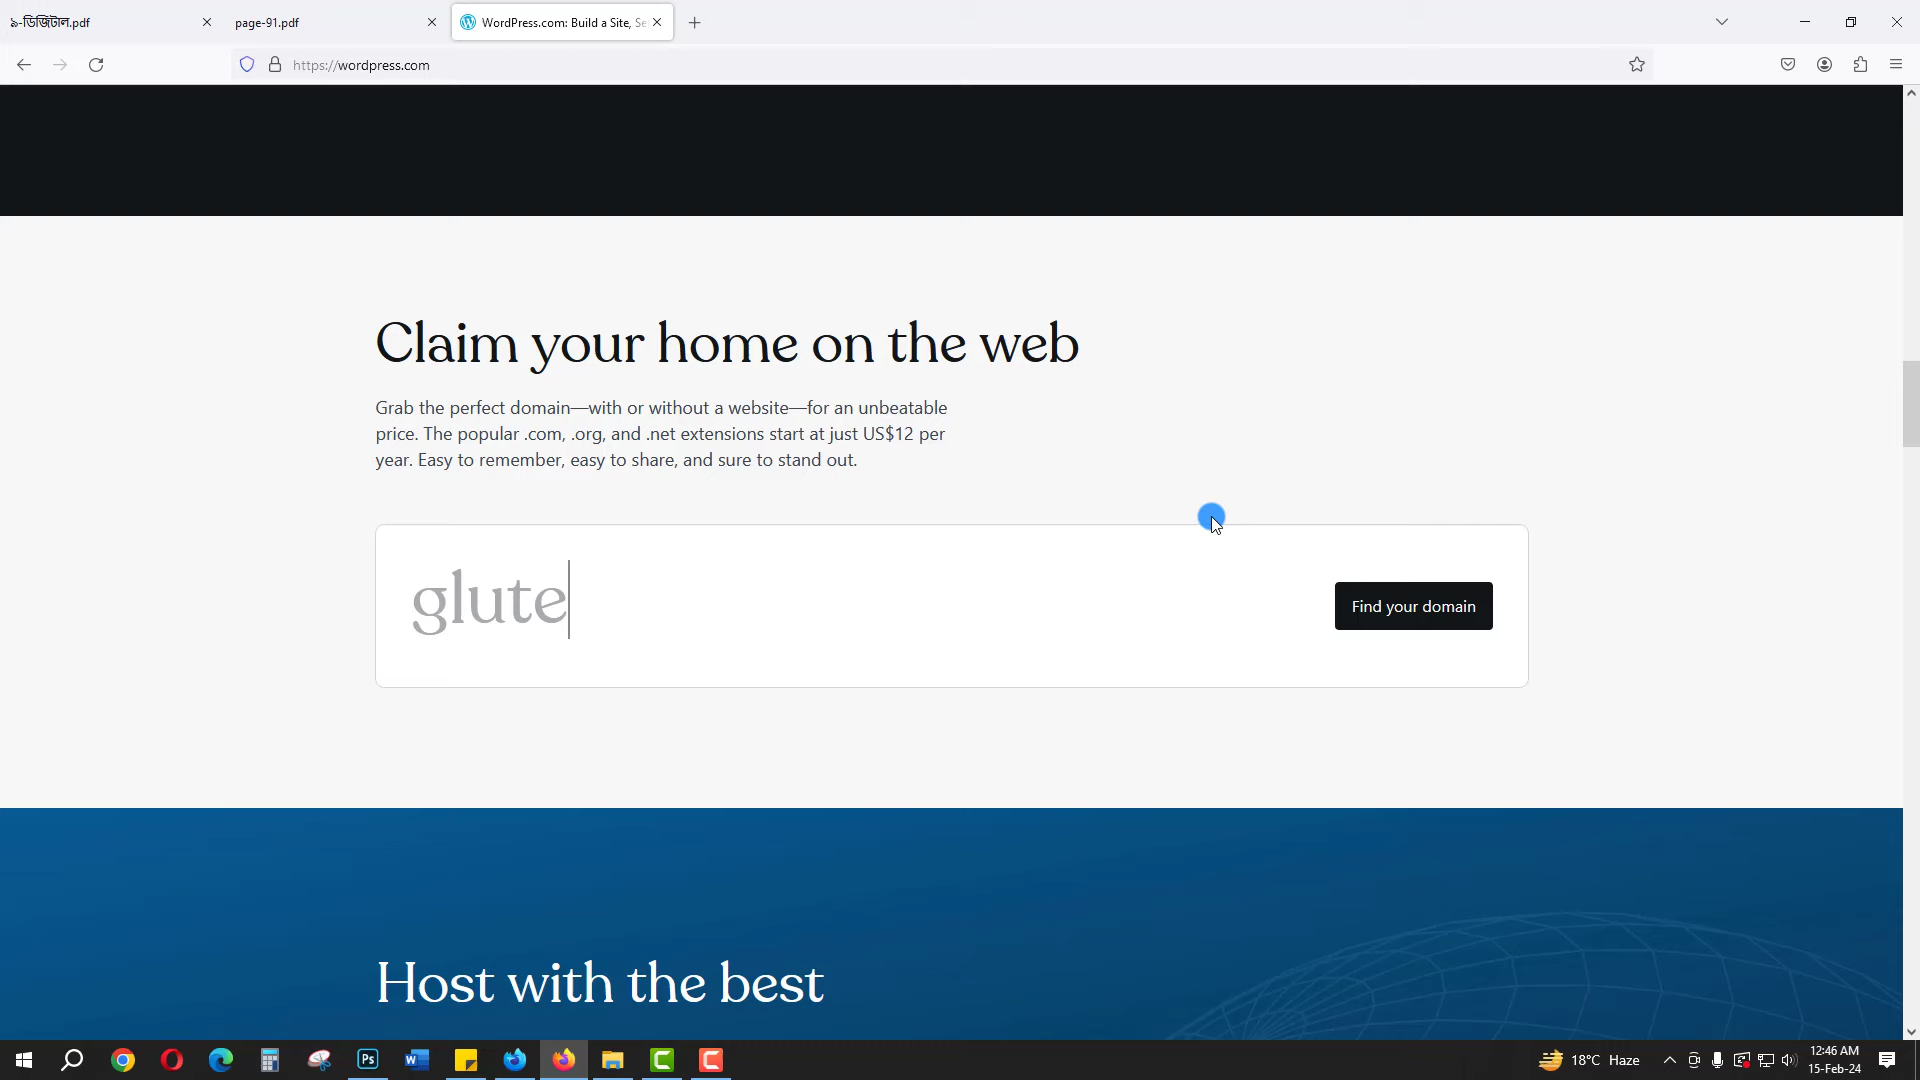 ৯-ডিজিটাল.pdf
page-91.pdf
WordPress.com: Build a Site, Se
https://wordpress.com
Claim your home on the web
Grab the perfect domain—with or without a website—for an unbeatable
price. The popular .com, .org, and .net extensions start at just US$12 per
year. Easy to remember, easy to share, and sure to stand out.
glute
Find your domain
Host with the best
Ps
W
18°C Haze
12:46 AM
15-Feb-24